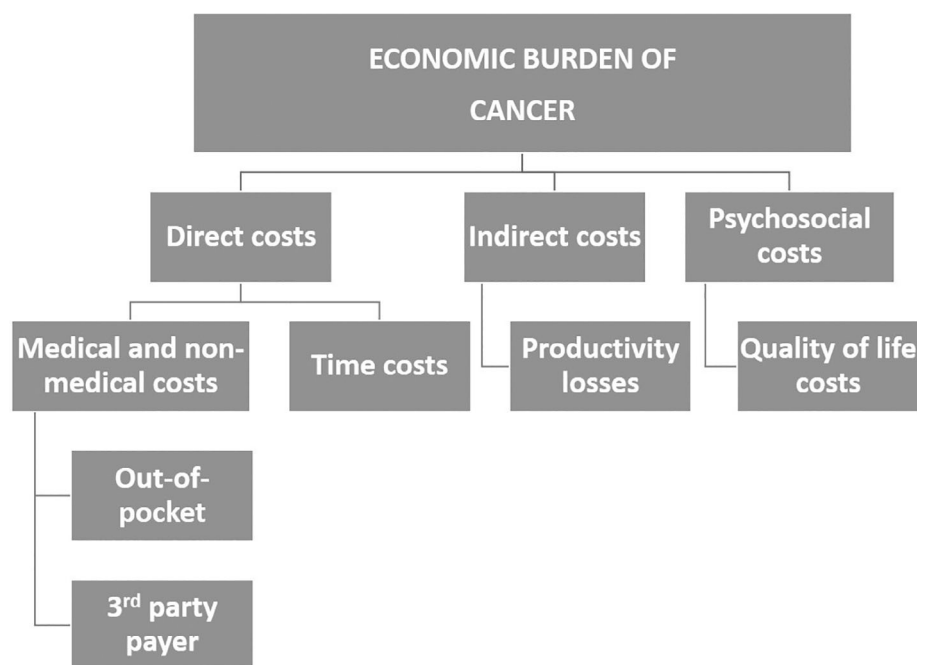 ECONOMIC BURDEN OF
CANCER
Direct costs
Indirect costs
Psychosocial
costs
Medical and non-
medical costs
Time costs
Productivity
losses
Quality of life
costs
Out-of-
pocket
3rd party
payer